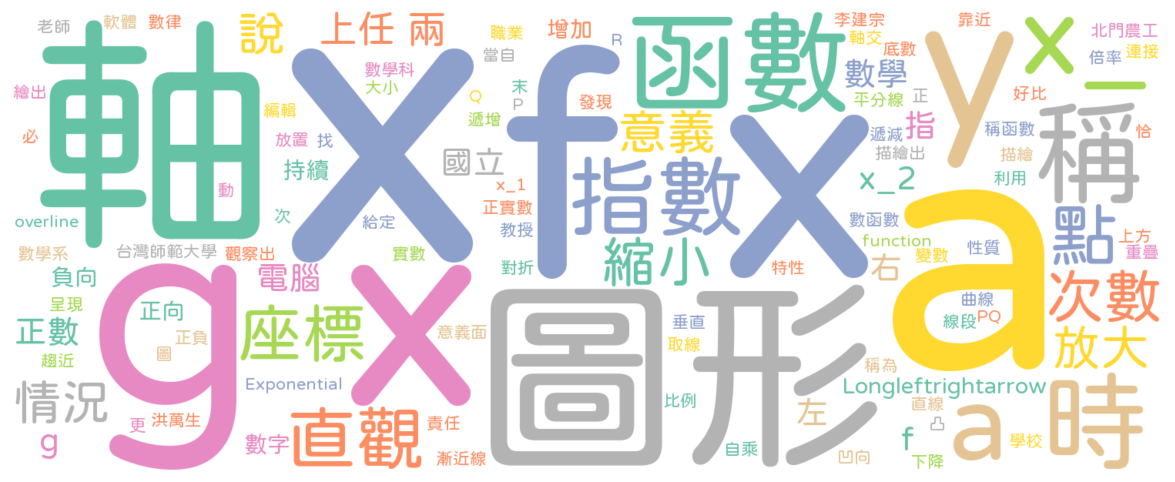 老師 軟體 數律 說 上任 兩 職業 增加 R 函數 李建宗 靠近 x 北門農工
軸交 底數 倍率 連接
當自
繪出 軸 x 數學科 大小 f 數學 y _
Q 末 P 發現 平分線 正 好比
編輯 遞增 意義 遞減 指 稱函數 稱 恰
必 放置 找 描繪出 描繪
持續 國立 指數 x x_2 利用
動 x_1
overline 次 給定 正實數 教授 數函數 a 點 上方
數學系 台灣師範大學 觀察出 實數 對折 縮小 特性 function 變數 性質 重疊
負向 g 電腦 x 右
呈現 正向 座標 圖形 曲線 次數
正數 正負 意義面 垂直 線段 PQ
趨近 圖 取線 稱為 放大
情況 Exponential 比例 Longleftrightarrow 時
更 洪萬生 直觀 責任 左 直線 凸 a
g 數字 漸近線 自乘 凹向 f 下降 學校